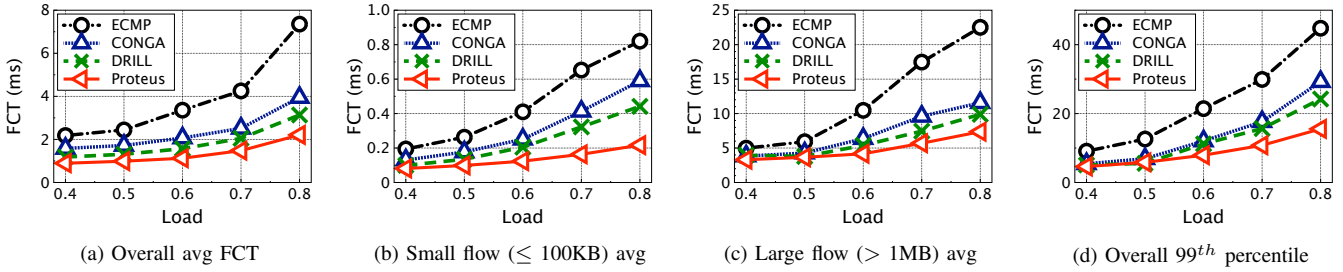 FCT (ms)
8
6
4
2
0
ECMP
CONGA
DRILL
Proteus
0.4 0.5 0.6 0.7 0.8
Load
(a) Overall avg FCT
FCT (ms)
1.0
0.8
0.6
0.4
0.2
0
ECMP
CONGA
DRILL
Proteus
0.4 0.5 0.6 0.7 0.8
Load
(b) Small flow (≤ 100KB) avg
FCT (ms)
25
20
15
10
5
0
ECMP
CONGA
DRILL
Proteus
0.4 0.5 0.6 0.7 0.8
Load
(c) Large flow (> 1MB) avg
FCT (ms)
40
20
0
ECMP
CONGA
DRILL
Proteus
0.4 0.5 0.6 0.7 0.8
Load
(d) Overall 99th percentile